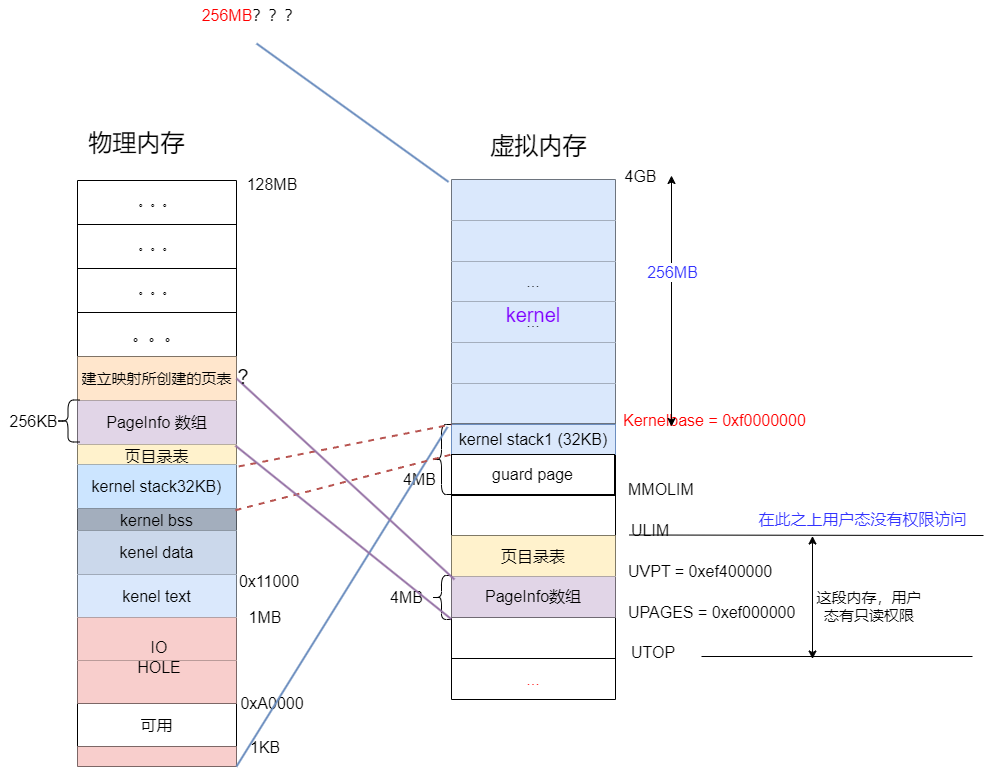 256MB？？？
物理内存
虚拟内存
128MB
。。。
。。。
。。。
。。。
建立映射所创建的页表
?
256KB
PageInfo 数组
页目录表
kernel stack32KB)
kernel bss
kenel data
0x11000
kenel text
1MB
IO
HOLE
0xA0000
可用
1KB
4GB
256MB
...
kernel
...
Kernelbase = 0xf0000000
kernel stack1 (32KB)
4MB
guard page
MMOLIM
在此之上用户态没有权限访问
ULIM
页目录表
UVPT = 0xef400000
4MB
PageInfo数组
UPAGES = 0xef000000
这段内存，用户
态有只读权限
UTOP
...